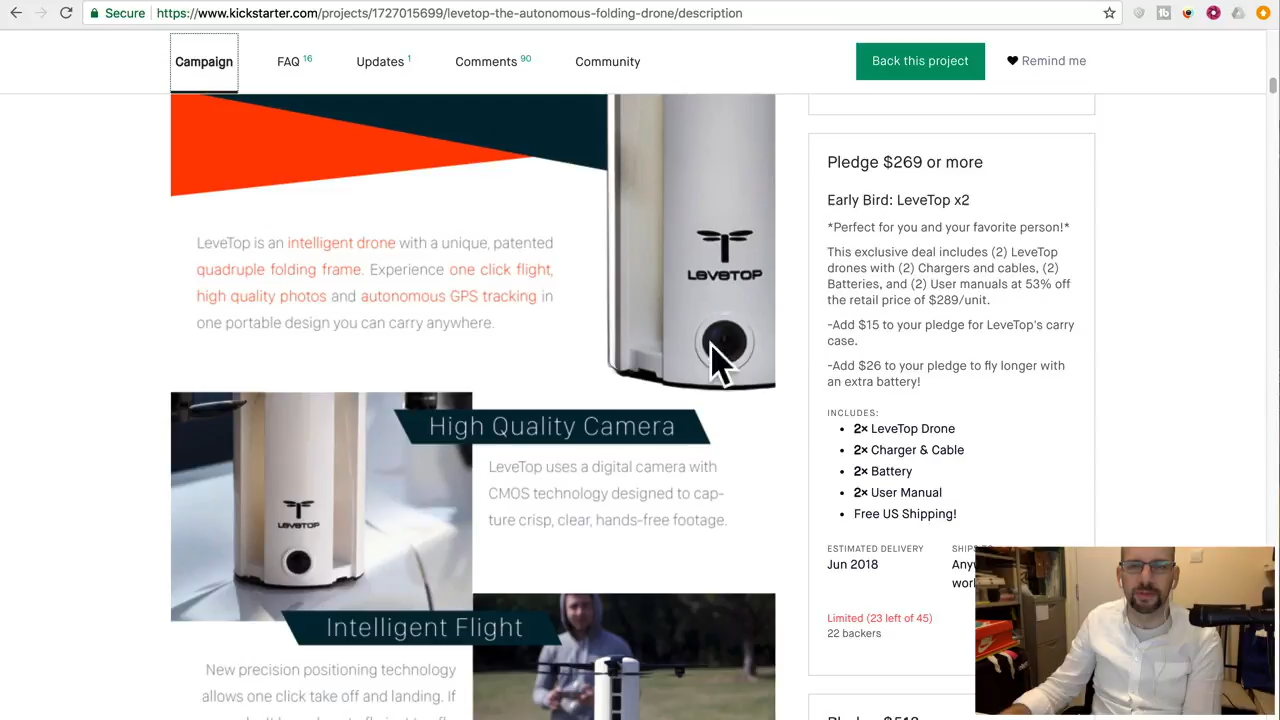 Secure
https://www.kickstarter.com/projects/1727015699/levetop-the-autonomous-folding-drone/description
Campaign
FAQ 16
Updates 1
Comments 90
Community
Back this project
Remind me
LeveTop is an intelligent drone with a unique, patented
quadruple folding frame. Experience one click flight,
high quality photos and autonomous GPS tracking in
one portable design you can carry anywhere.
LEVETOP
High Quality Camera
LeveTop uses a digital camera with
CMOS technology designed to cap-
ture crisp, clear, hands-free footage.
LEVETOP
Intelligent Flight
New precision positioning technology
allows one click take off and landing. If
Pledge $269 or more
Early Bird: LeveTop x2
*Perfect for you and your favorite person!*
This exclusive deal includes (2) LeveTop
drones with (2) Chargers and cables, (2)
Batteries, and (2) User manuals at 53% off
the retail price of $289/unit.
-Add $15 to your pledge for LeveTop's carry
case.
-Add $26 to your pledge to fly longer with
an extra battery!
INCLUDES:
• 2× LeveTop Drone
• 2× Charger & Cable
• 2× Battery
• 2× User Manual
• Free US Shipping!
ESTIMATED DELIVERY
Jun 2018
SHIPS TO
Limited (23 left of 45)
22 backers